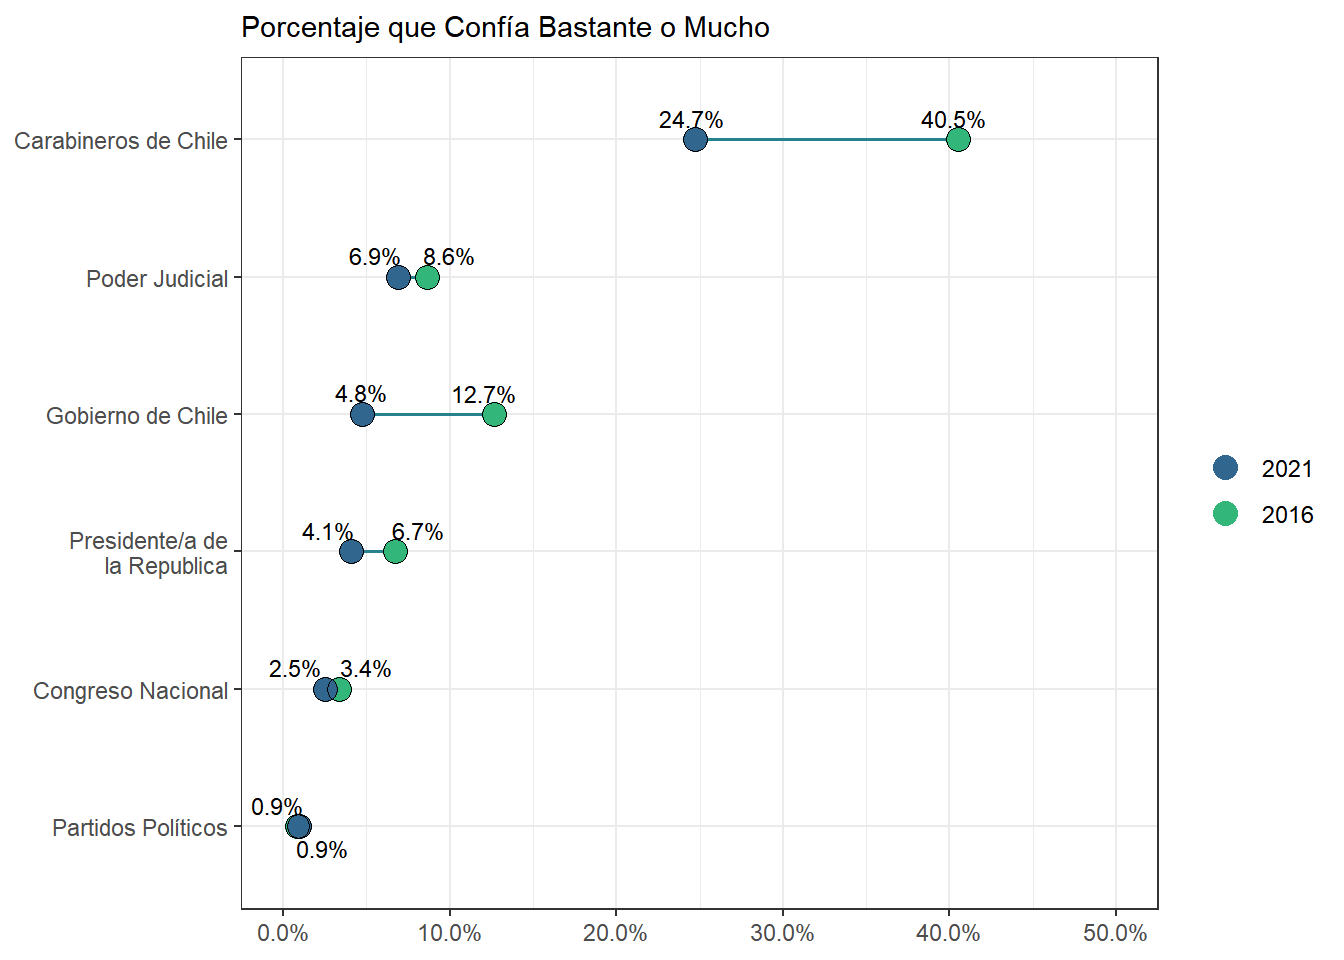 Porcentaje que Confía Bastante o Mucho
Carabineros de Chile
24.7%
40.5%
Poder Judicial
6.9%
8.6%
Gobierno de Chile
4.8%
12.7%
Presidente/a de
la Republica
4.1%
6.7%
Congreso Nacional
2.5%
3.4%
Partidos Políticos
0.9%
0.9%
0.0%
10.0%
20.0%
30.0%
40.0%
50.0%
2021
2016